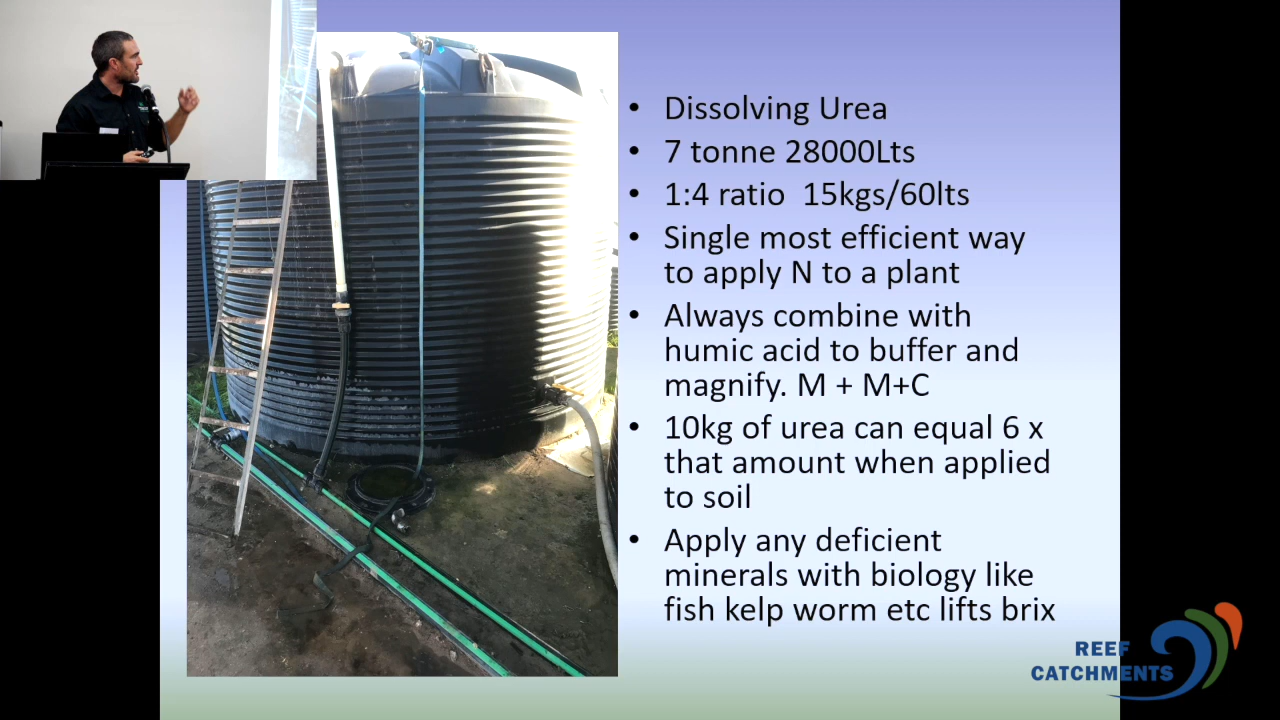 • Dissolving Urea
• 7 tonne 28000Lts
• 1:4 ratio 15kgs/60lts
• Single most efficient way
to apply N to a plant
• Always combine with
humic acid to buffer and
magnify. M + M+C
• 10kg of urea can equal 6 x
that amount when applied
to soil
• Apply any deficient
minerals with biology like
fish kelp worm etc lifts brix
REEF
CATCHMENTS